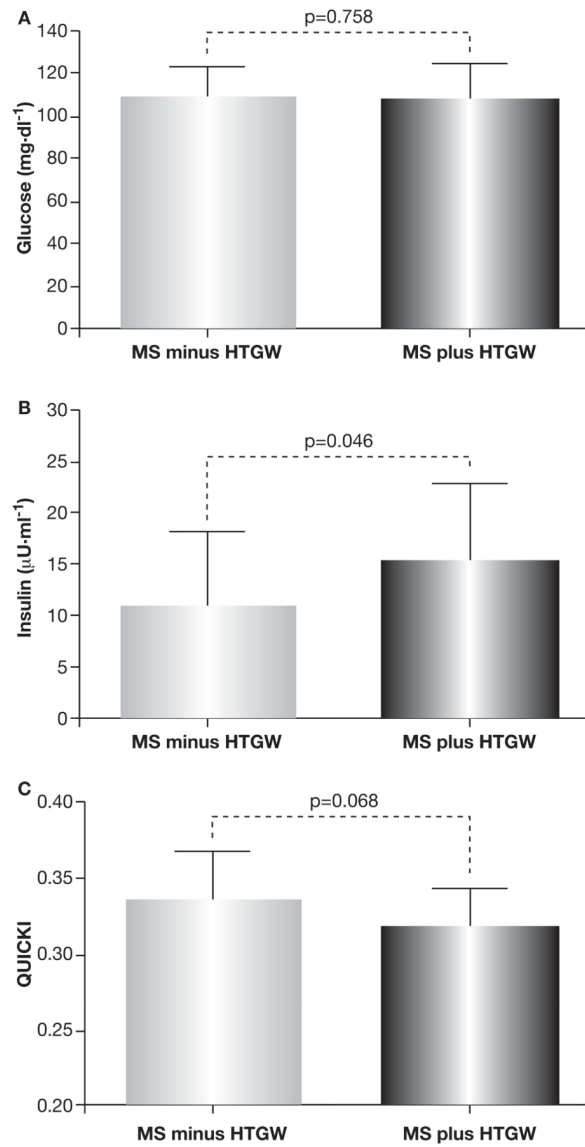 A
p=0.758
Glucose (mg·dl⁻¹)
140
120
100
80
60
40
20
0
MS minus HTGW MS plus HTGW
B
p=0.046
Insulin (µU·ml⁻¹)
30
25
20
15
10
5
0
MS minus HTGW MS plus HTGW
C
p=0.068
QUICKI
0.40
0.35
0.30
0.25
0.20
MS minus HTGW MS plus HTGW